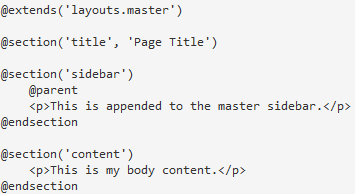 @extends('layouts.master')
@section('title', 'Page Title')
@section('sidebar')
@parent
<p>This is appended to the master sidebar.</p>
@endsection
@section('content')
<p>This is my body content.</p>
@endsection